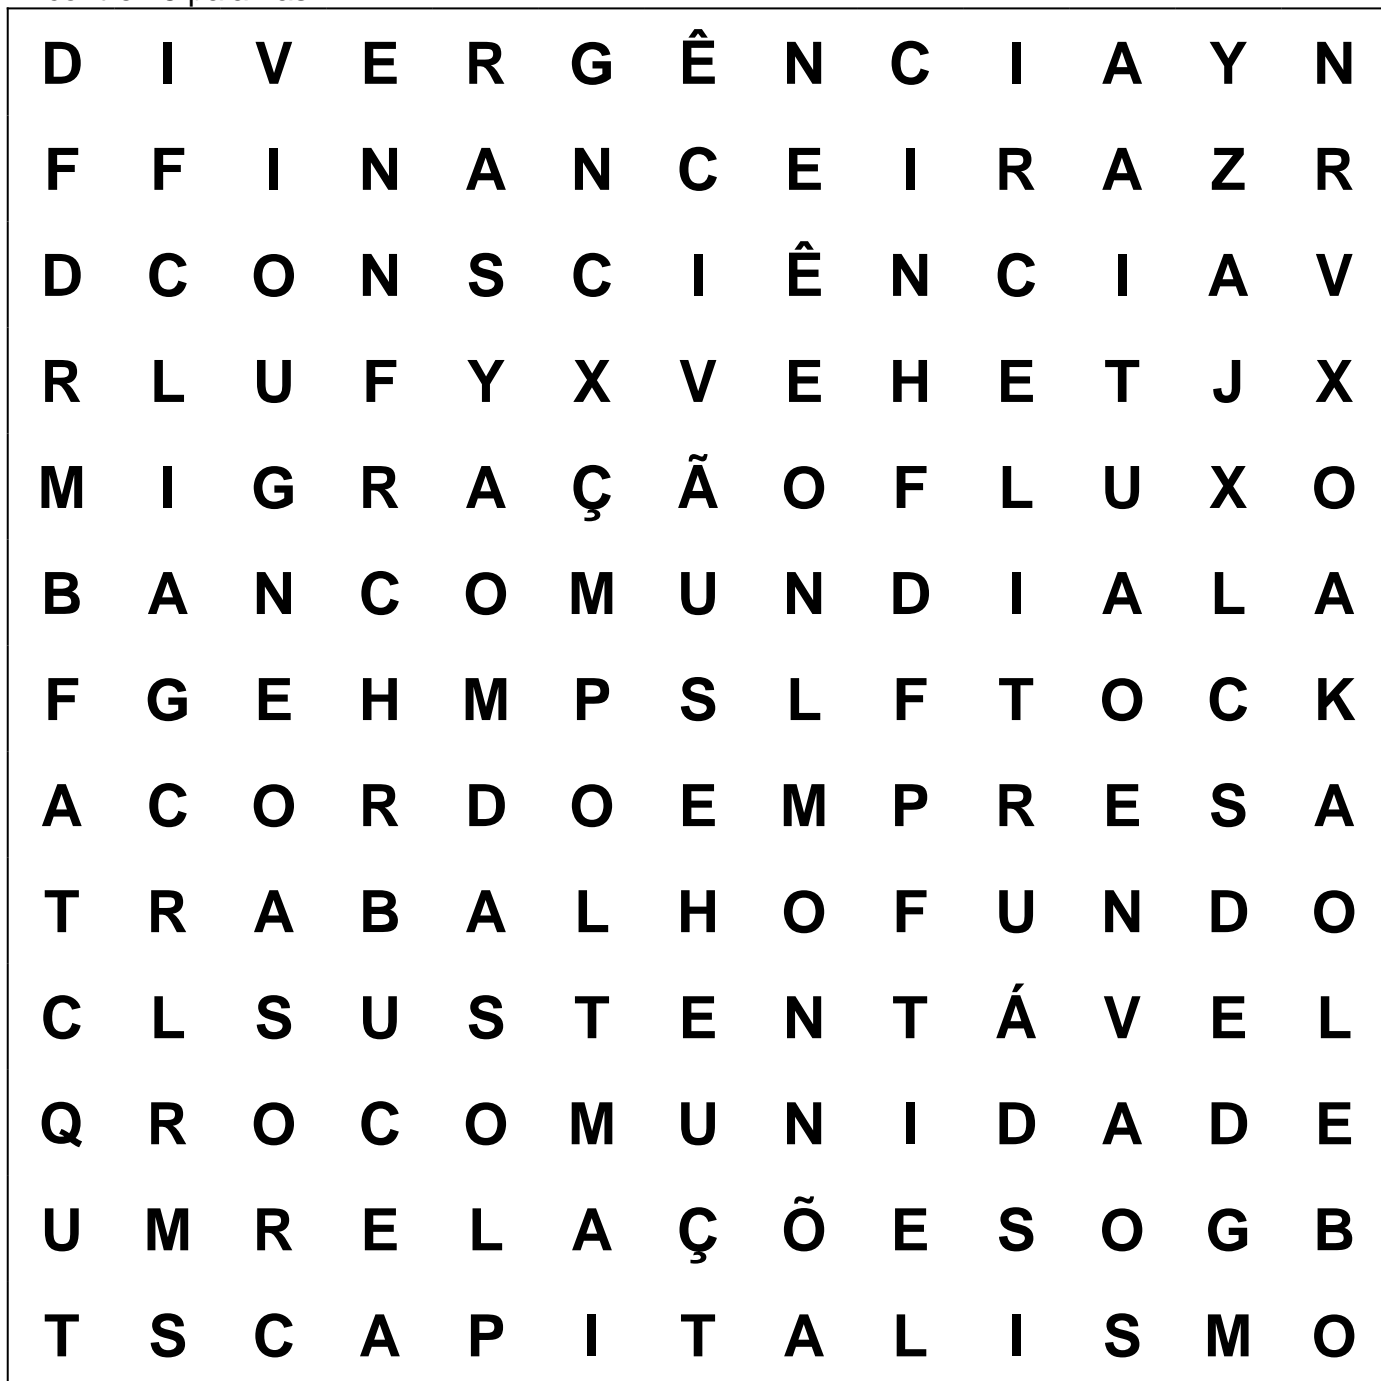 D I V E R G Ê N C I A Y N
F F I N A N C E I R A Z R
D C O N S C I Ê N C I A V
R L U F Y X V E H E T J X
M I G R A Ç Ã O F L U X O
B A N C O M U N D I A L A
F G E H M P S L F T O C K
A C O R D O E M P R E S A
T R A B A L H O F U N D O
C L S U S T E N T Á V E L
Q R O C O M U N I D A D E
U M R E L A Ç Õ E S O G B
T S C A P I T A L I S M O